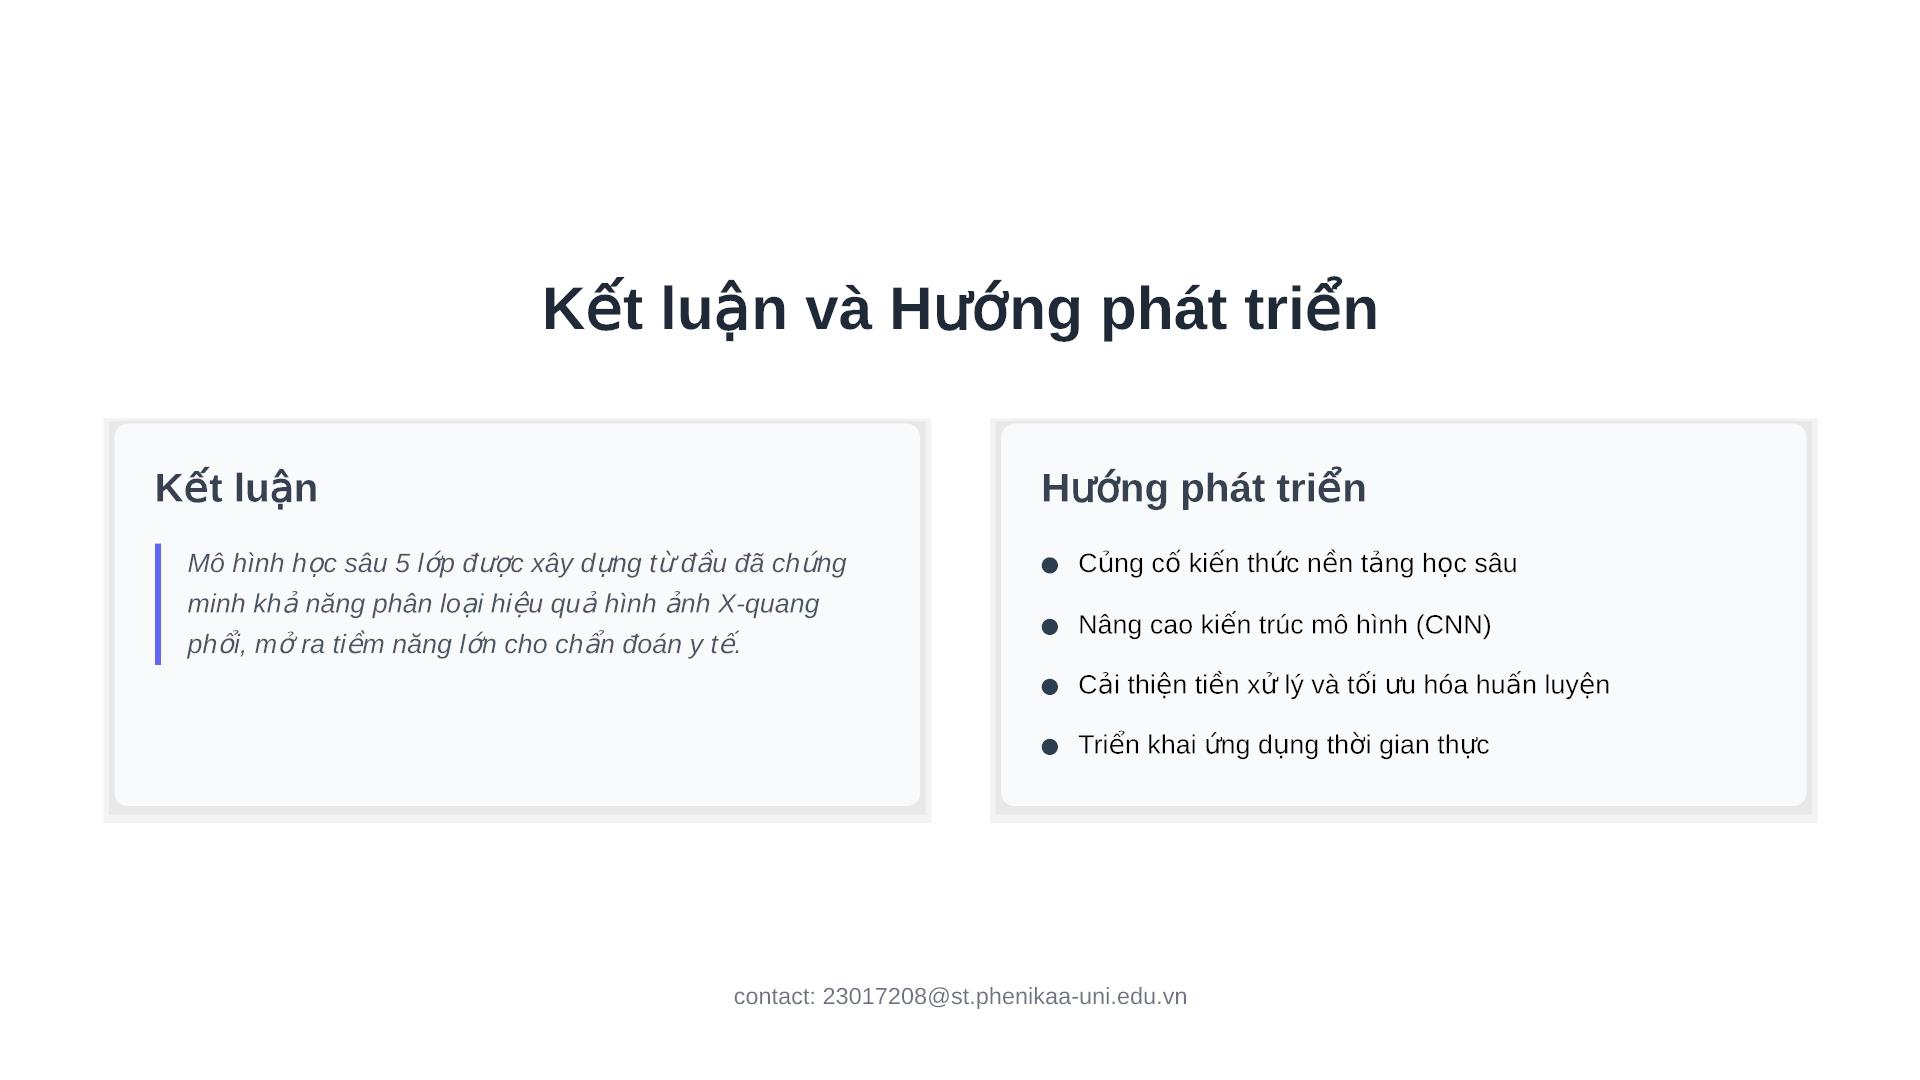 Kết luận và Hướng phát triển
Kết luận
Mô hình học sâu 5 lớp được xây dựng từ đầu đã chứng
minh khả năng phân loại hiệu quả hình ảnh X-quang
phổi, mở ra tiềm năng lớn cho chẩn đoán y tế.
Hướng phát triển
Củng cố kiến thức nền tảng học sâu
Nâng cao kiến trúc mô hình (CNN)
Cải thiện tiền xử lý và tối ưu hóa huấn luyện
Triển khai ứng dụng thời gian thực
contact: 23017208@st.phenikaa-uni.edu.vn